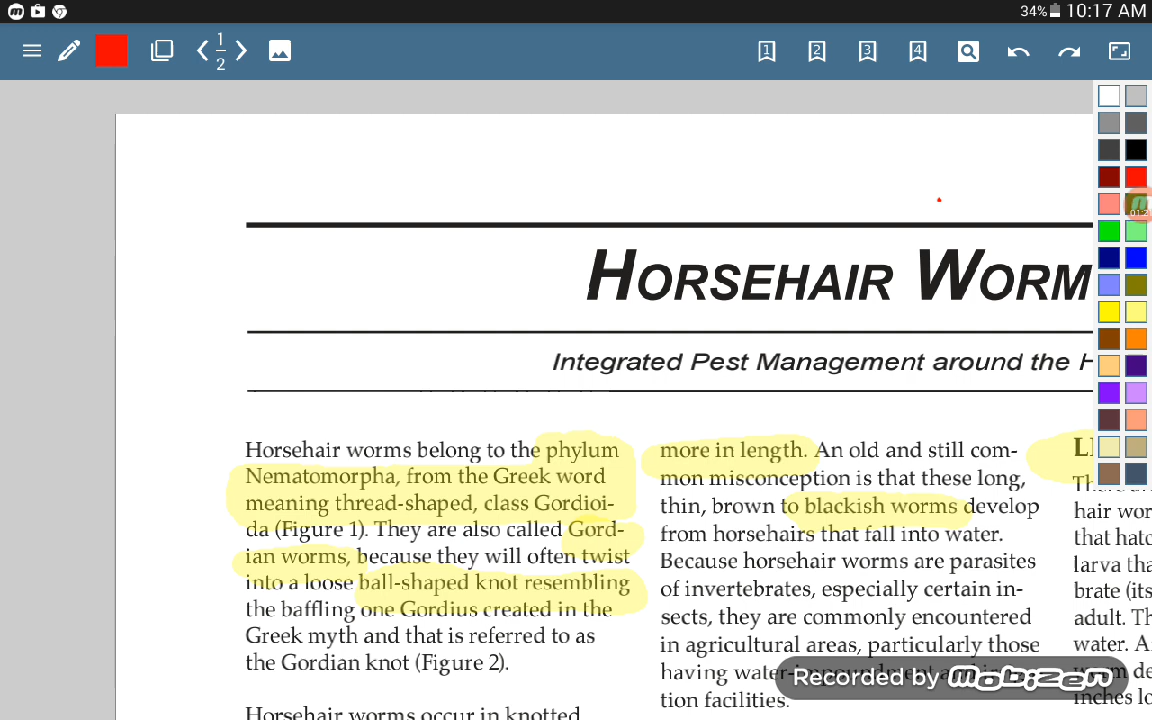 34% 10:17 AM
1
2
1 2 3 4
HORSEHAIR WORM
Integrated Pest Management around the H
Horsehair worms belong to the phylum
Nematomorpha, from the Greek word
meaning thread-shaped, class Gordioi-
da (Figure 1). They are also called Gord-
ian worms, because they will often twist
into a loose ball-shaped knot resembling
the baffling one Gordius created in the
Greek myth and that is referred to as
the Gordian knot (Figure 2).
Horsehair worms occur in knotted
more in length. An old and still com-
mon misconception is that these long,
thin, brown to blackish worms develop
from horsehairs that fall into water.
Because horsehair worms are parasites
of invertebrates, especially certain in-
sects, they are commonly encountered
in agricultural areas, particularly those
having water-
tion facilities.
hair wor
that hatc
larva tha
brate (its
adult. Th
water. A
inches lo
Recorded by mobizen